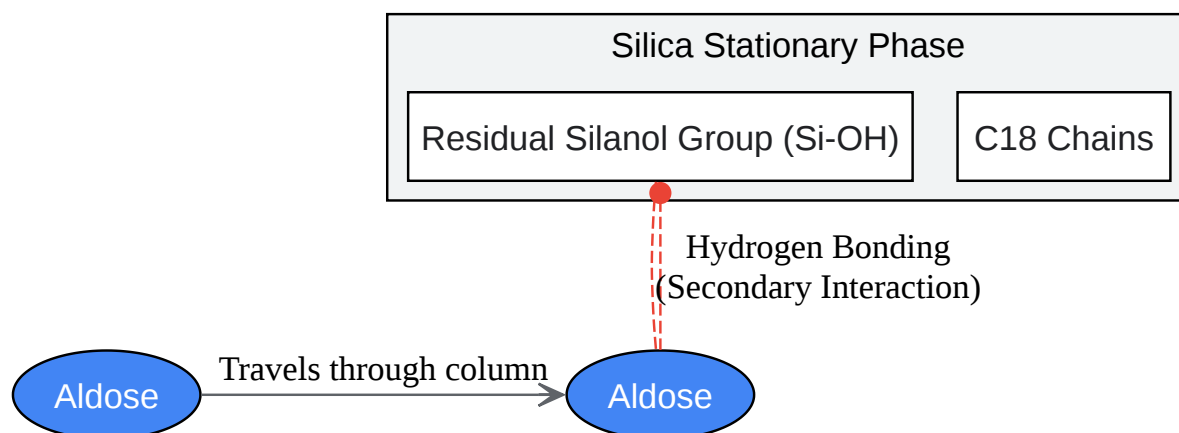 Silica Stationary Phase
Residual Silanol Group (Si-OH)
C18 Chains
Hydrogen Bonding
(Secondary Interaction)
Travels through column
Aldose
Aldose